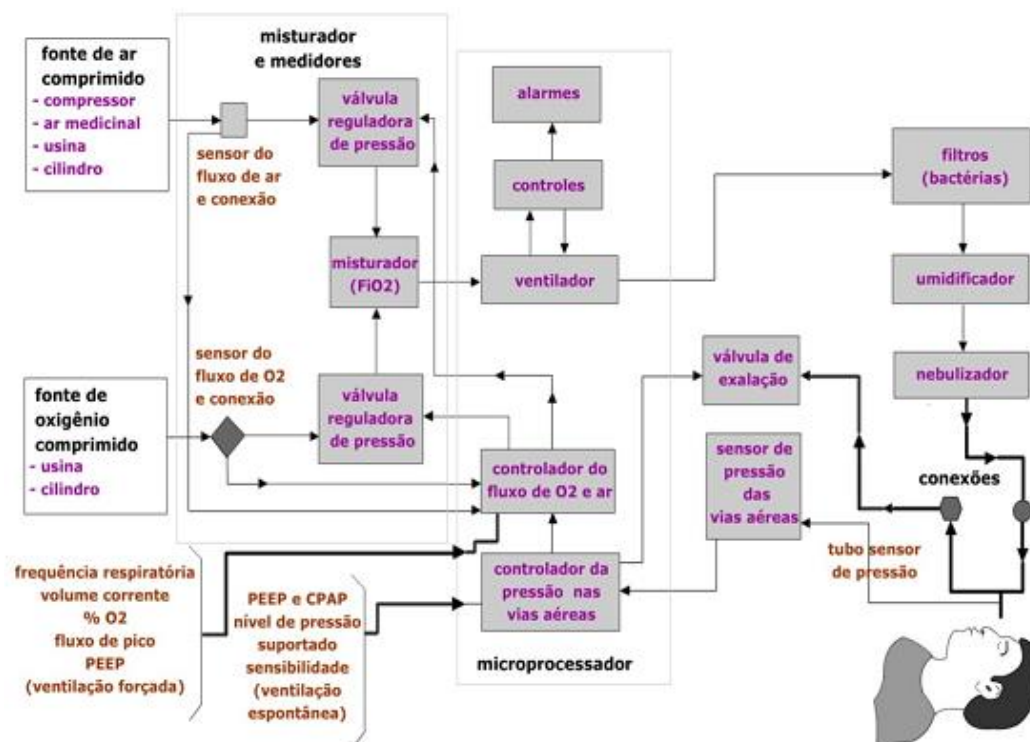 fonte de ar
comprimido
- compressor
- ar medicinal
- usina
- cilindro
misturador
e medidores
sensor do
fluxo de ar
e conexão
válvula
reguladora
de pressão
misturador
(FiO2)
sensor do
fluxo de O2
e conexão
válvula
reguladora
de pressão
fonte de
oxigênio
comprimido
- usina
- cilindro
alarmes
controles
ventilador
controlador do
fluxo de O2 e ar
controlador da
pressão nas
vias aéreas
microprocessador
filtros
(bactérias)
umidificador
nebulizador
válvula de
exalação
sensor de
pressão
das
vias aéreas
conexões
tubo sensor
de pressão
frequência respiratória
volume corrente
% O2
fluxo de pico
PEEP
(ventilação forçada)
PEEP e CPAP
nível de pressão
suportado
sensibilidade
(ventilação
espontânea)